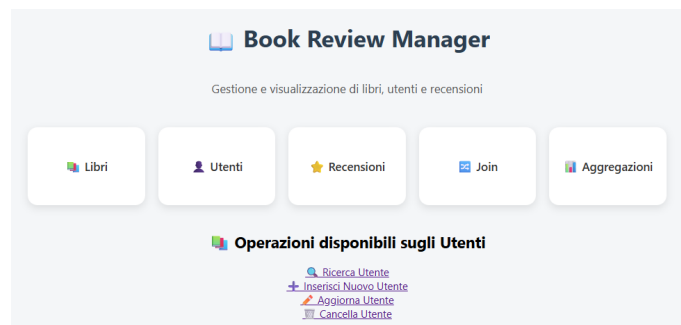 📖 Book Review Manager
Gestione e visualizzazione di libri, utenti e recensioni
📚 Libri
👤 Utenti
⭐ Recensioni
🔀 Join
📊 Aggregazioni
📚 Operazioni disponibili sugli Utenti
🔍 Ricerca Utente
➕ Inserisci Nuovo Utente
✏️ Aggiorna Utente
🗑️ Cancella Utente